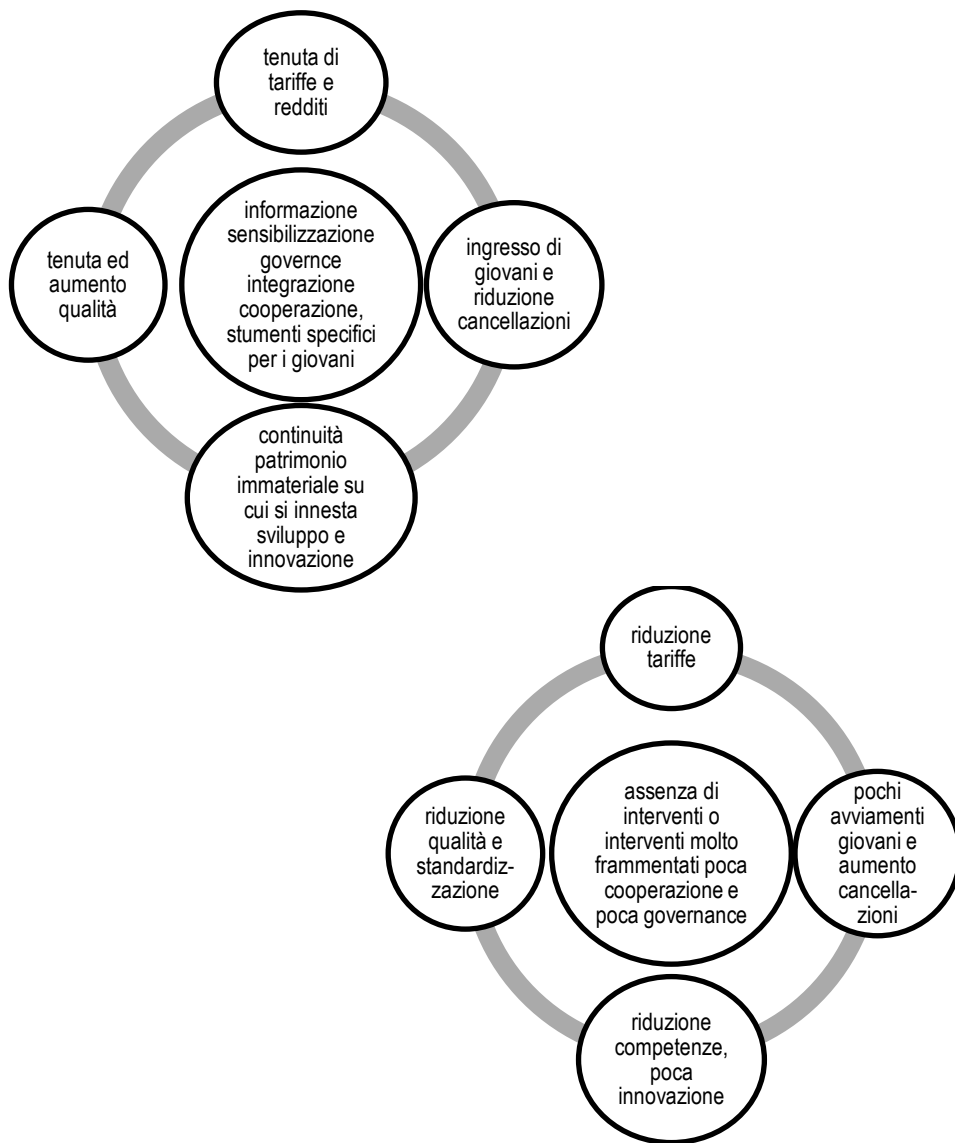 tenuta di
tariffe e
redditi
informazione
sensibilizzazione
governce
integrazione
cooperazione,
stumenti specifici
per i giovani
tenuta ed
aumento
qualità
ingresso di
giovani e
riduzione
cancellazioni
continuità
patrimonio
immateriale su
cui si innesta
sviluppo e
innovazione
riduzione
tariffe
assenza di
interventi o
interventi molto
frammentati poca
cooperazione e
poca governance
riduzione
qualità e
standardiz-
zazione
pochi
avviamenti
giovani e
aumento
cancella-
zioni
riduzione
competenze,
poca
innovazione